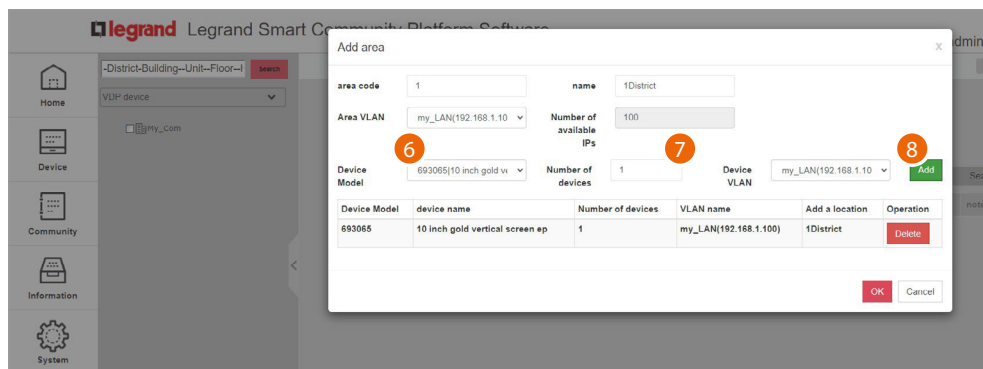 legrand Legrand Smart Community Platform Software
admin
Home
Device
Community
Information
System
-District-Building--Unit--Floor--I
Search
VDP device
My_Com
Add area
X
area code 1 name 1District
Area VLAN my_LAN(192.168.1.10 Number of available IPs 100
6 7 8
Device Model 693065|10 inch gold ve Number of devices 1 Device VLAN my_LAN(192.168.1.10 Add
Device Model device name Number of devices VLAN name Add a location Operation
693065 10 inch gold vertical screen ep 1 my_LAN(192.168.1.100) 1District Delete
OK Cancel
Sea
note